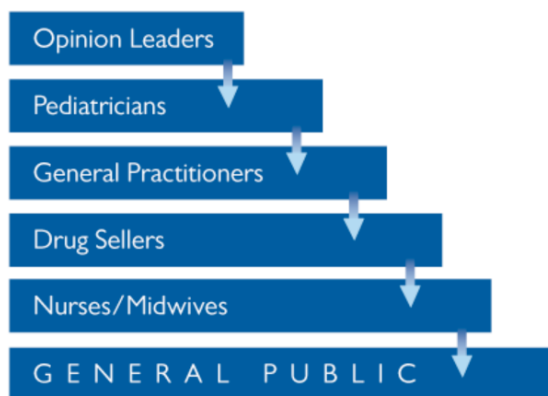 Opinion Leaders
Pediatricians
General Practitioners
Drug Sellers
Nurses/Midwives
GENERAL PUBLIC